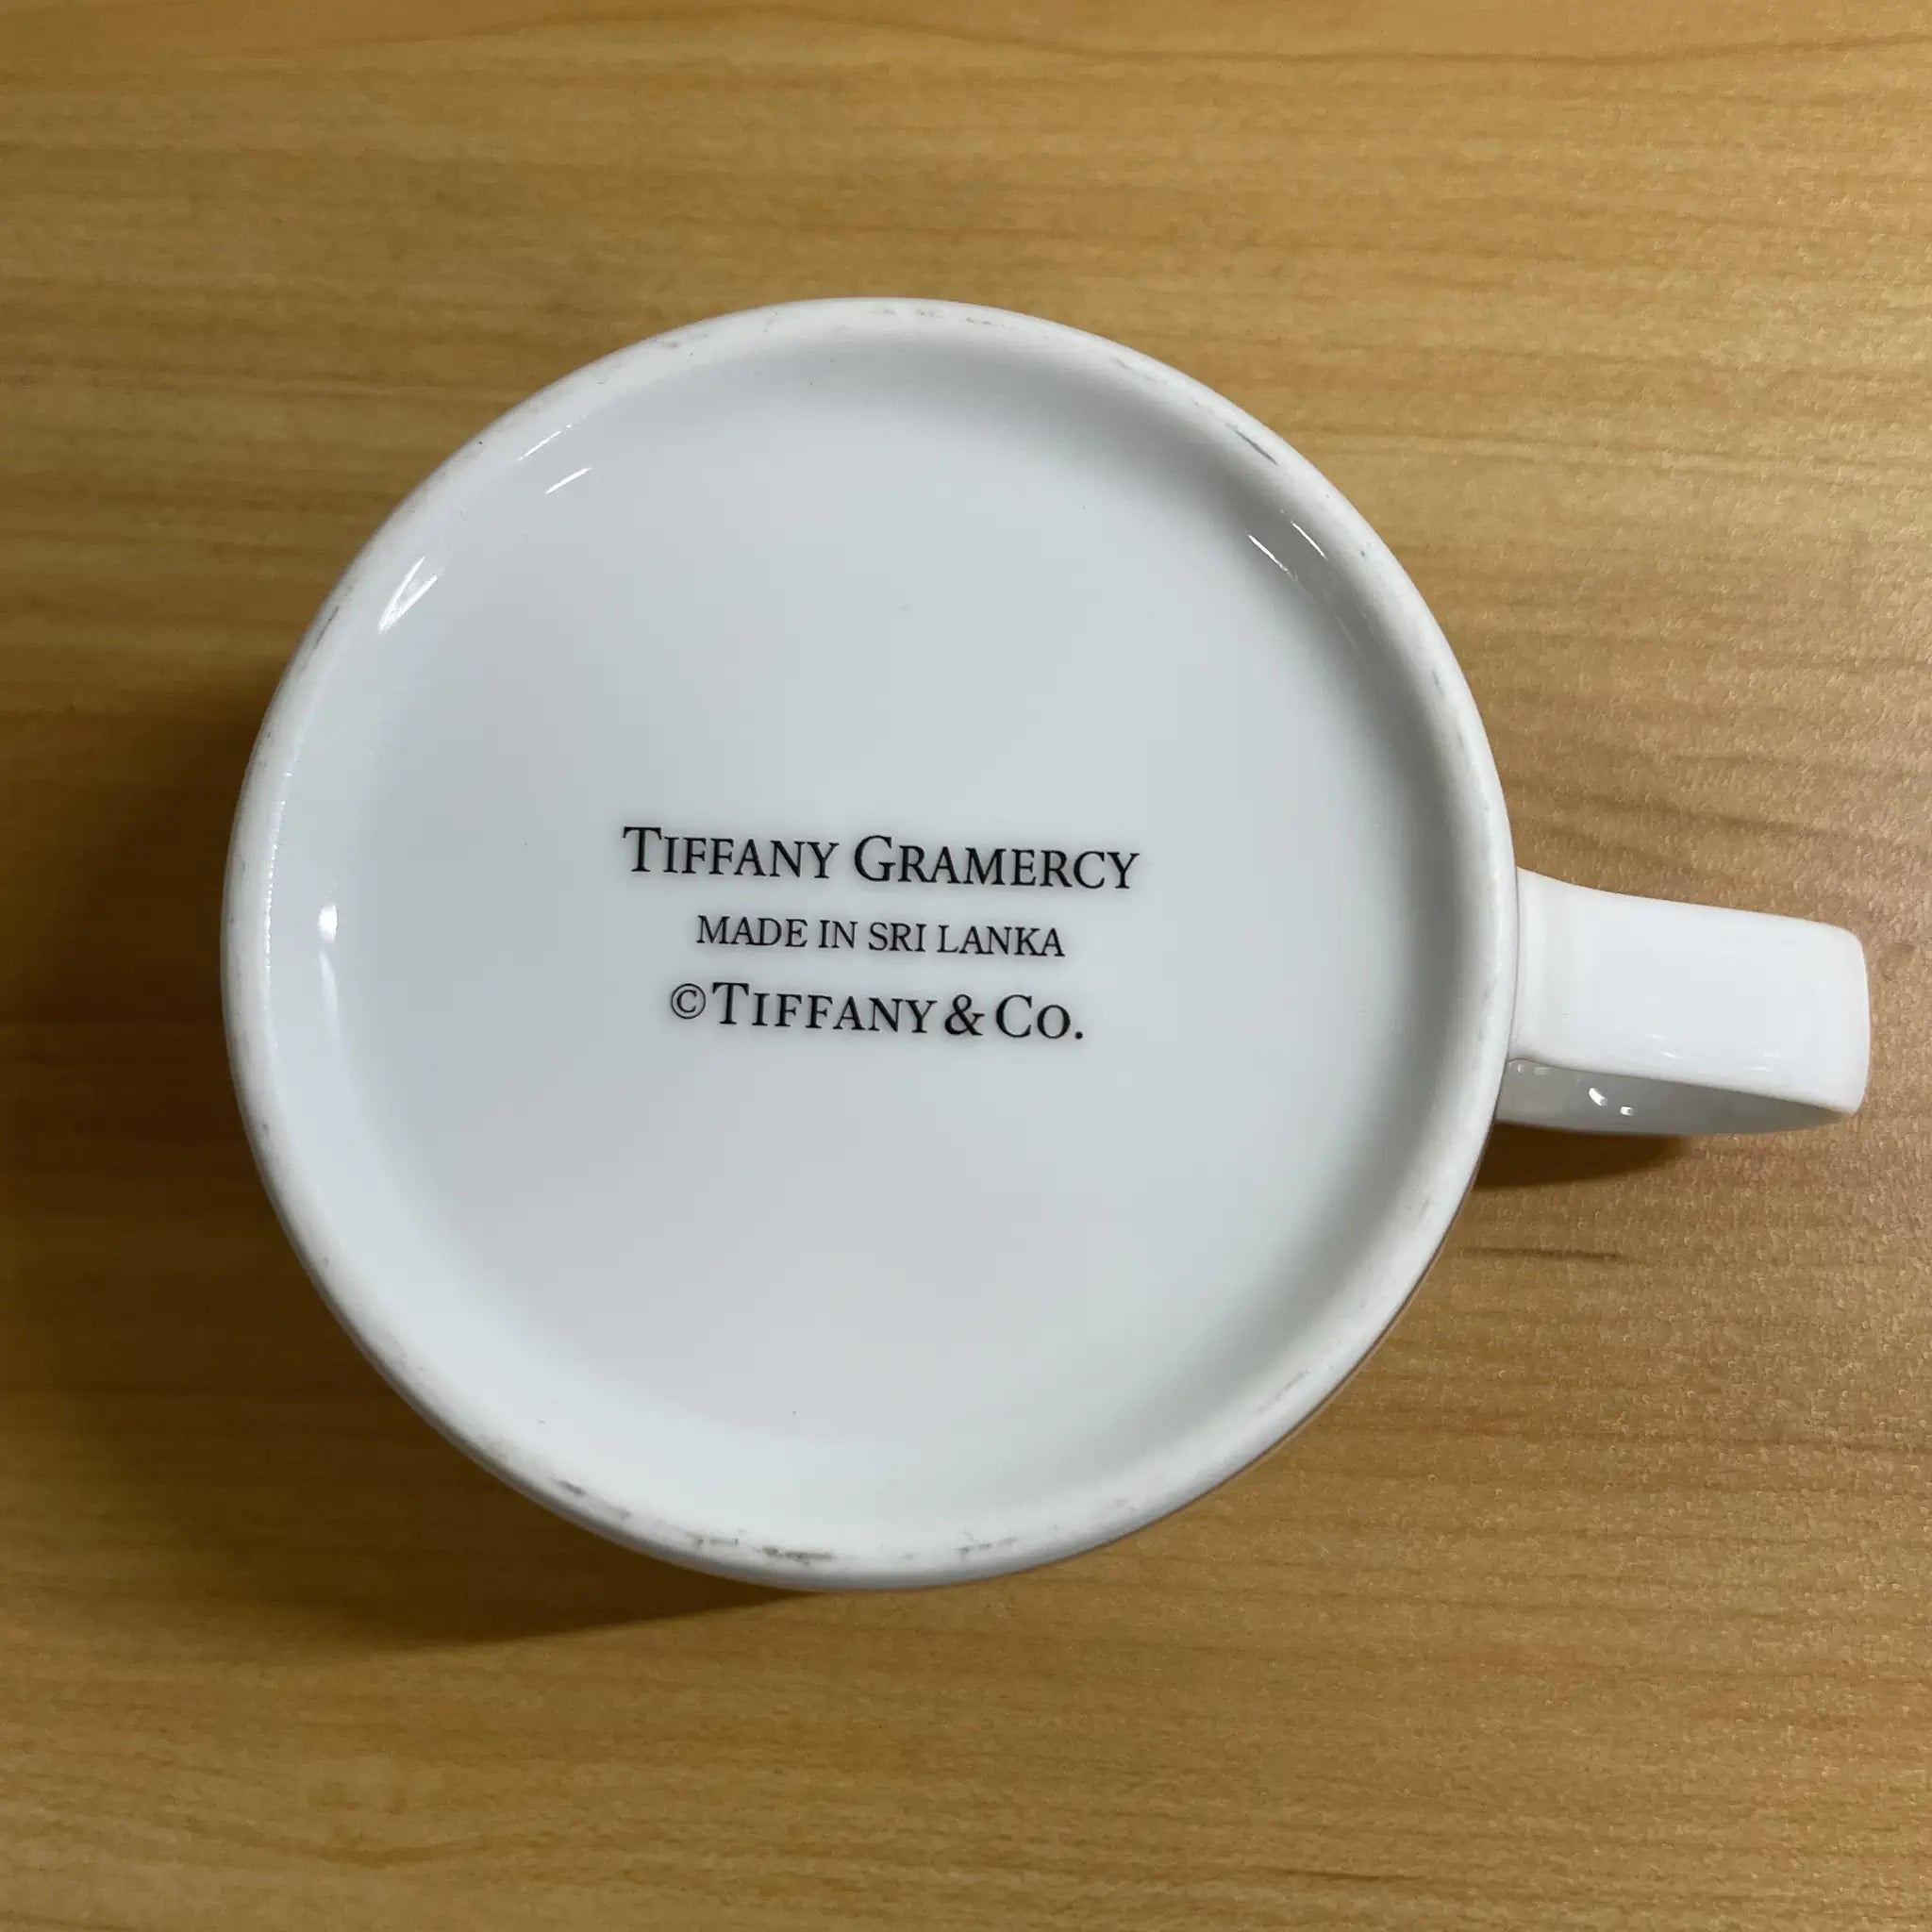 TIFFANY GRAMERCY
MADE IN SRI LANKA
©TIFFANY & CO.